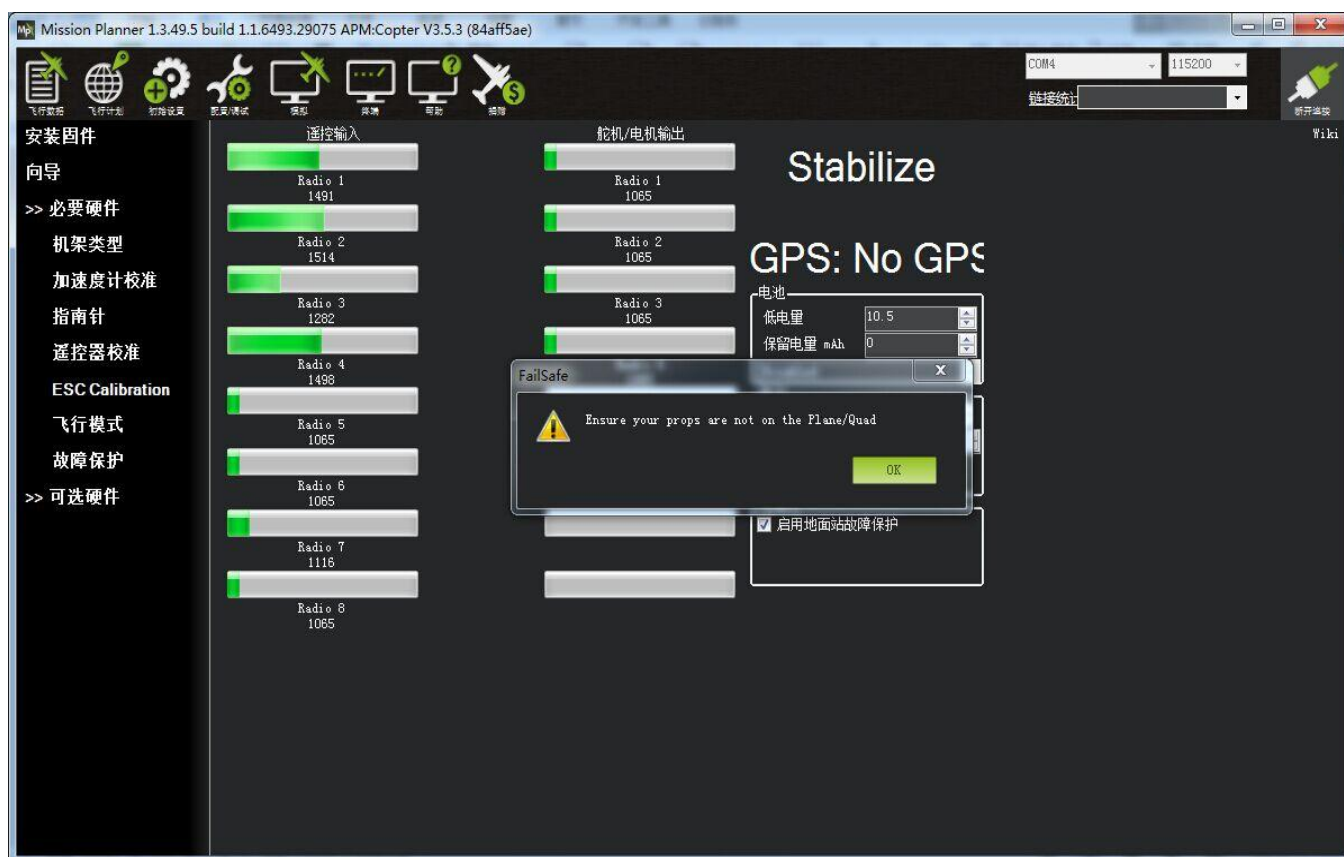 Mission Planner 1.3.49.5 build 1.1.6493.29075 APM:Copter V3.5.3 (84aff5ae)
飞行数据
飞行计划
初始设置
配置/调试
模拟
终端
帮助
捐赠
COM4
115200
链接统计
断开连接
安装固件
向导
>> 必要硬件
机架类型
加速度计校准
指南针
遥控器校准
ESC Calibration
飞行模式
故障保护
>> 可选硬件
遥控输入
Radio 1
1491
Radio 2
1514
Radio 3
1282
Radio 4
1498
Radio 5
1065
Radio 6
1065
Radio 7
1116
Radio 8
1065
舵机/电机输出
Radio 1
1065
Radio 2
1065
Radio 3
1065
Stabilize
Wiki
GPS: No GPS
电池
低电量
10.5
保留电量 mAh
0
FailSafe
Ensure your props are not on the Plane/Quad
OK
启用地面站故障保护